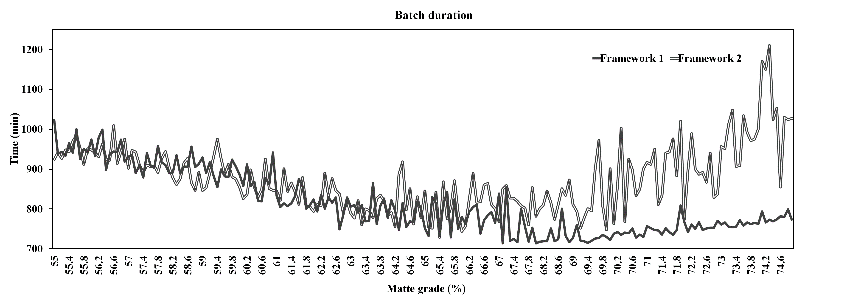 Batch duration
Framework 1 Framework 2
1200
1100
1000
900
800
700
Time (min)
55 55,4 55,8 56,2 56,6 57 57,4 57,8 58,2 58,6 59 59,4 59,8 60,2 60,6 61 61,4 61,8 62,2 62,6 63 63,4 63,8 64,2 64,6 65 65,4 65,8 66,2 66,6 67 67,4 67,8 68,2 68,6 69 69,4 69,8 70,2 70,6 71 71,4 71,8 72,2 72,6 73 73,4 73,8 74,2 74,6
Matte grade (%)